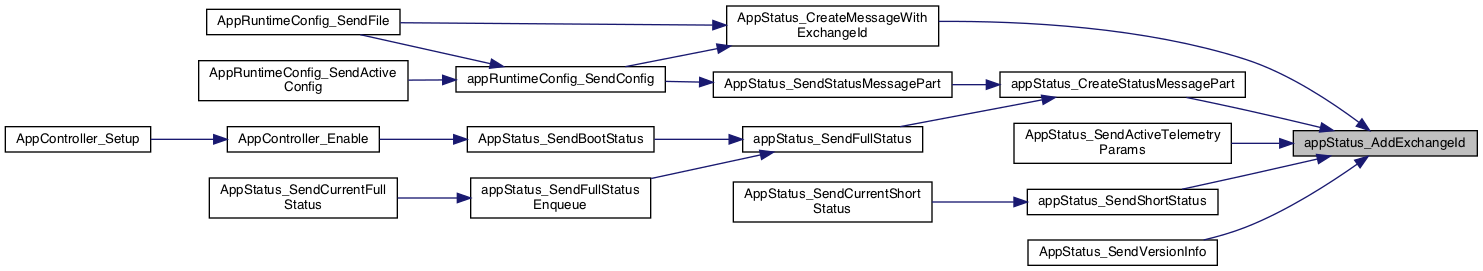 AppRuntimeConfig_SendFile
AppStatus_CreateMessageWith
ExchangeId
AppRuntimeConfig_SendActive
Config
appRuntimeConfig_SendConfig
AppStatus_SendStatusMessagePart
appStatus_CreateStatusMessagePart
AppController_Setup
AppController_Enable
AppStatus_SendBootStatus
appStatus_SendFullStatus
AppStatus_SendActiveTelemetry
Params
appStatus_AddExchangeId
AppStatus_SendCurrentFull
Status
appStatus_SendFullStatus
Enqueue
AppStatus_SendCurrentShort
Status
appStatus_SendShortStatus
AppStatus_SendVersionInfo